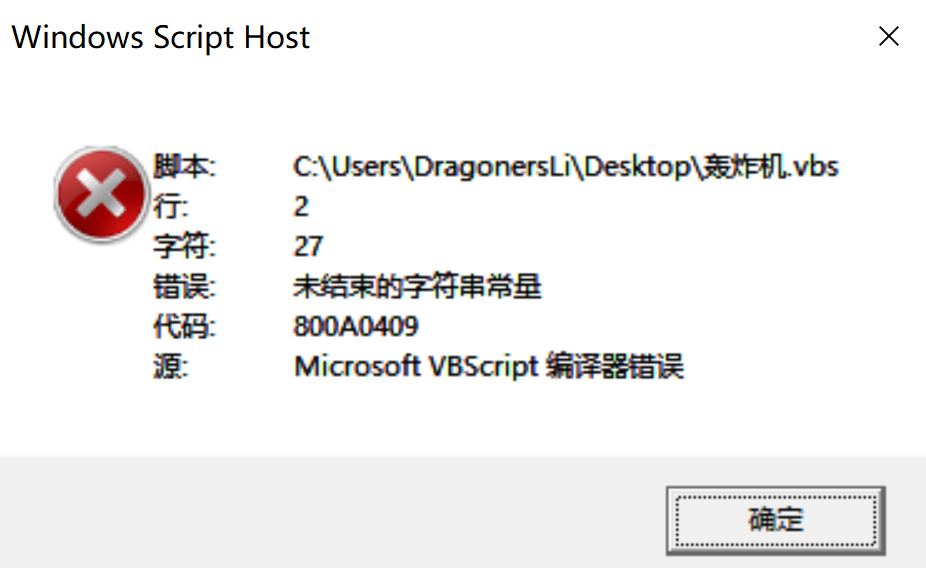 Windows Script Host
脚本: C:\Users\DragonersLi\Desktop\轰炸机.vbs
行: 2
字符: 27
错误: 未结束的字符串常量
代码: 800A0409
源: Microsoft VBScript 编译器错误
确定